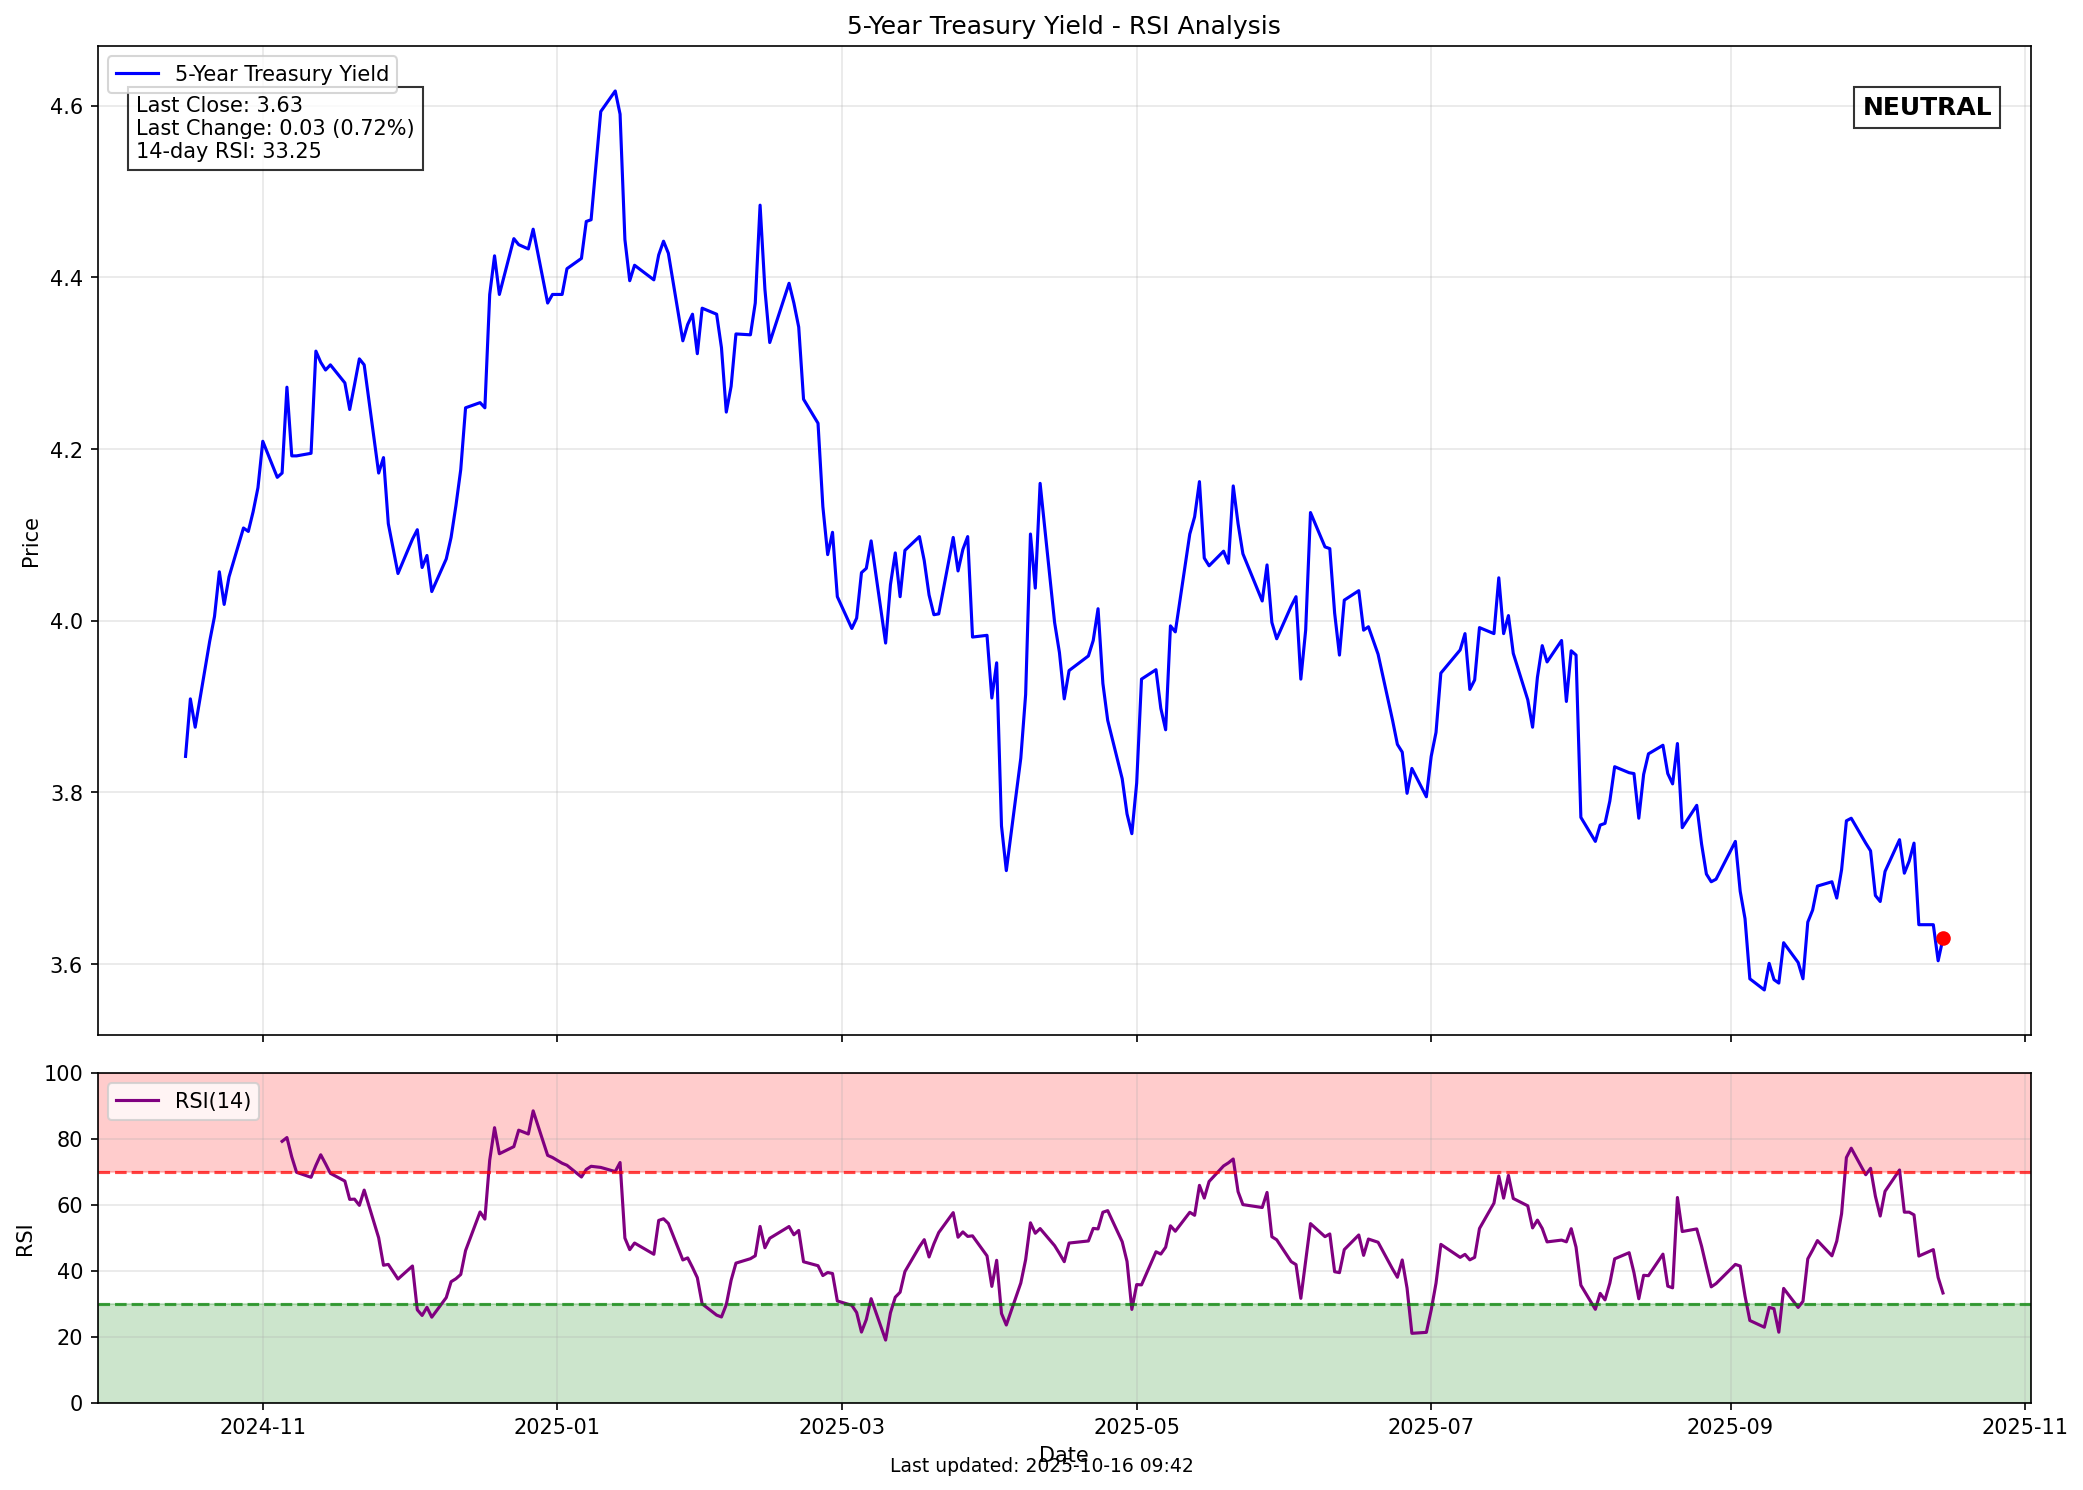 5-Year Treasury Yield - RSI Analysis
5-Year Treasury Yield
Last Close: 3.63
Last Change: 0.03 (0.72%)
14-day RSI: 33.25
NEUTRAL
Price
4.6
4.4
4.2
4.0
3.8
3.6
RSI(14)
RSI
100
80
60
40
20
0
2024-11
2025-01
2025-03
2025-05
2025-07
2025-09
2025-11
Date
Last updated: 2025-10-16 09:42